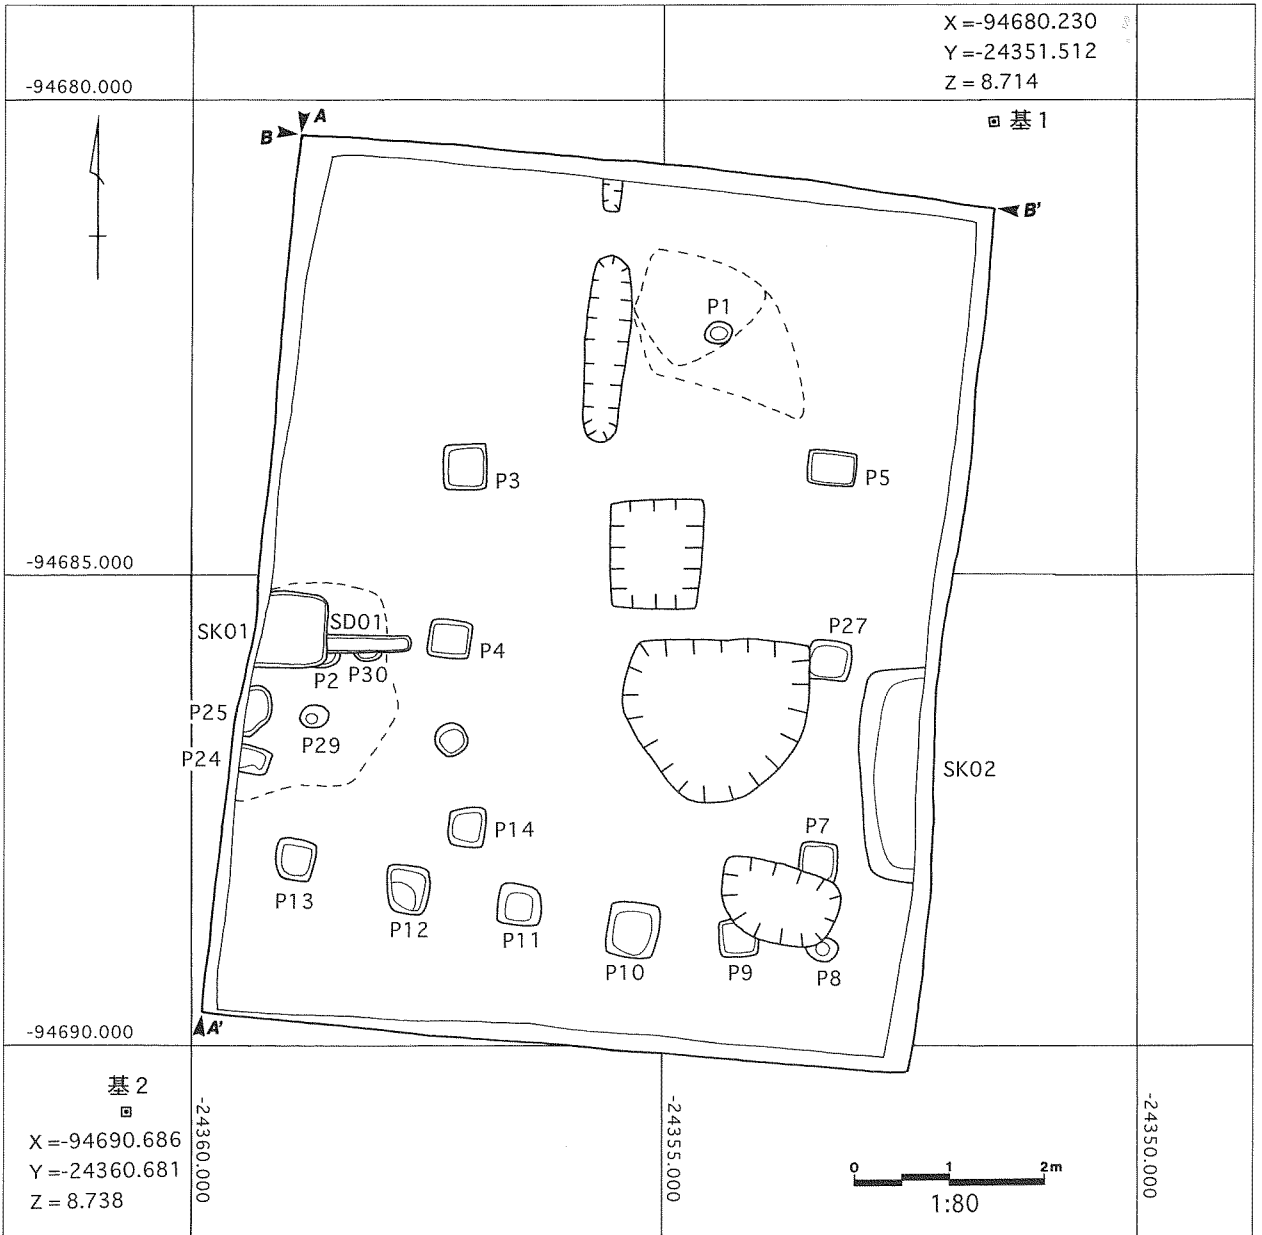 X=-94680.230
Y=-24351.512
Z = 8.714
-94680.000
基1
A
B
B'
P1
P3
P5
-94685.000
SK01
SD01
P27
P4
P2
P30
P25
P29
P24
SK02
P14
P7
P13
P12
P11
P10
P9
P8
A'
-94690.000
基2
X=-94690.686
Y=-24360.681
Z = 8.738
-24360.000
-24355.000
-24350.000
0 1 2m
1:80